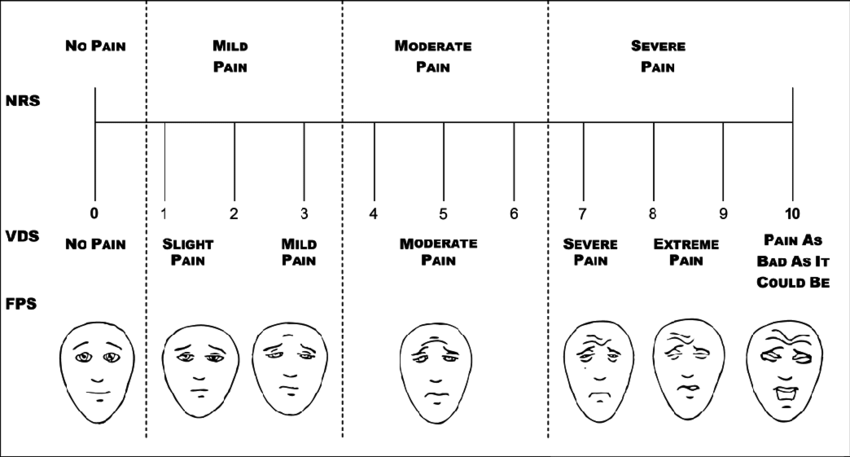 NO PAIN
MILD
PAIN
MODERATE
PAIN
SEVERE
PAIN
NRS
0 1 2 3 4 5 6 7 8 9 10
VDS
NO PAIN
SLIGHT
PAIN
MILD
PAIN
MODERATE
PAIN
SEVERE
PAIN
EXTREME
PAIN
PAIN AS
BAD AS IT
COULD BE
FPS